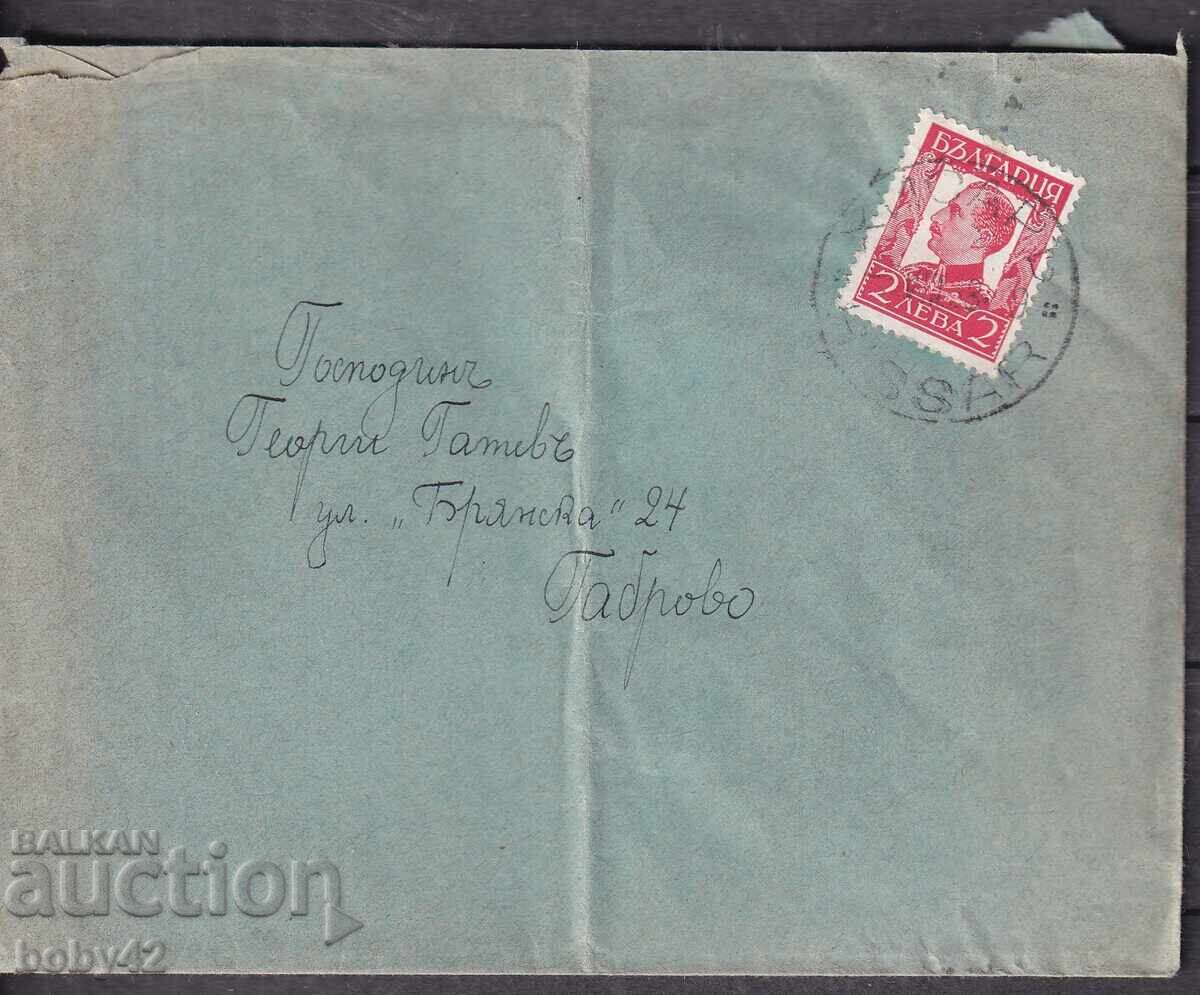 БЪЛГАРИЯ
2 ЛЕВА 2
Господинъ
Георги Гатевъ
ул. „Брянска“ 24
Габрово
BALKAN
auction
boby42